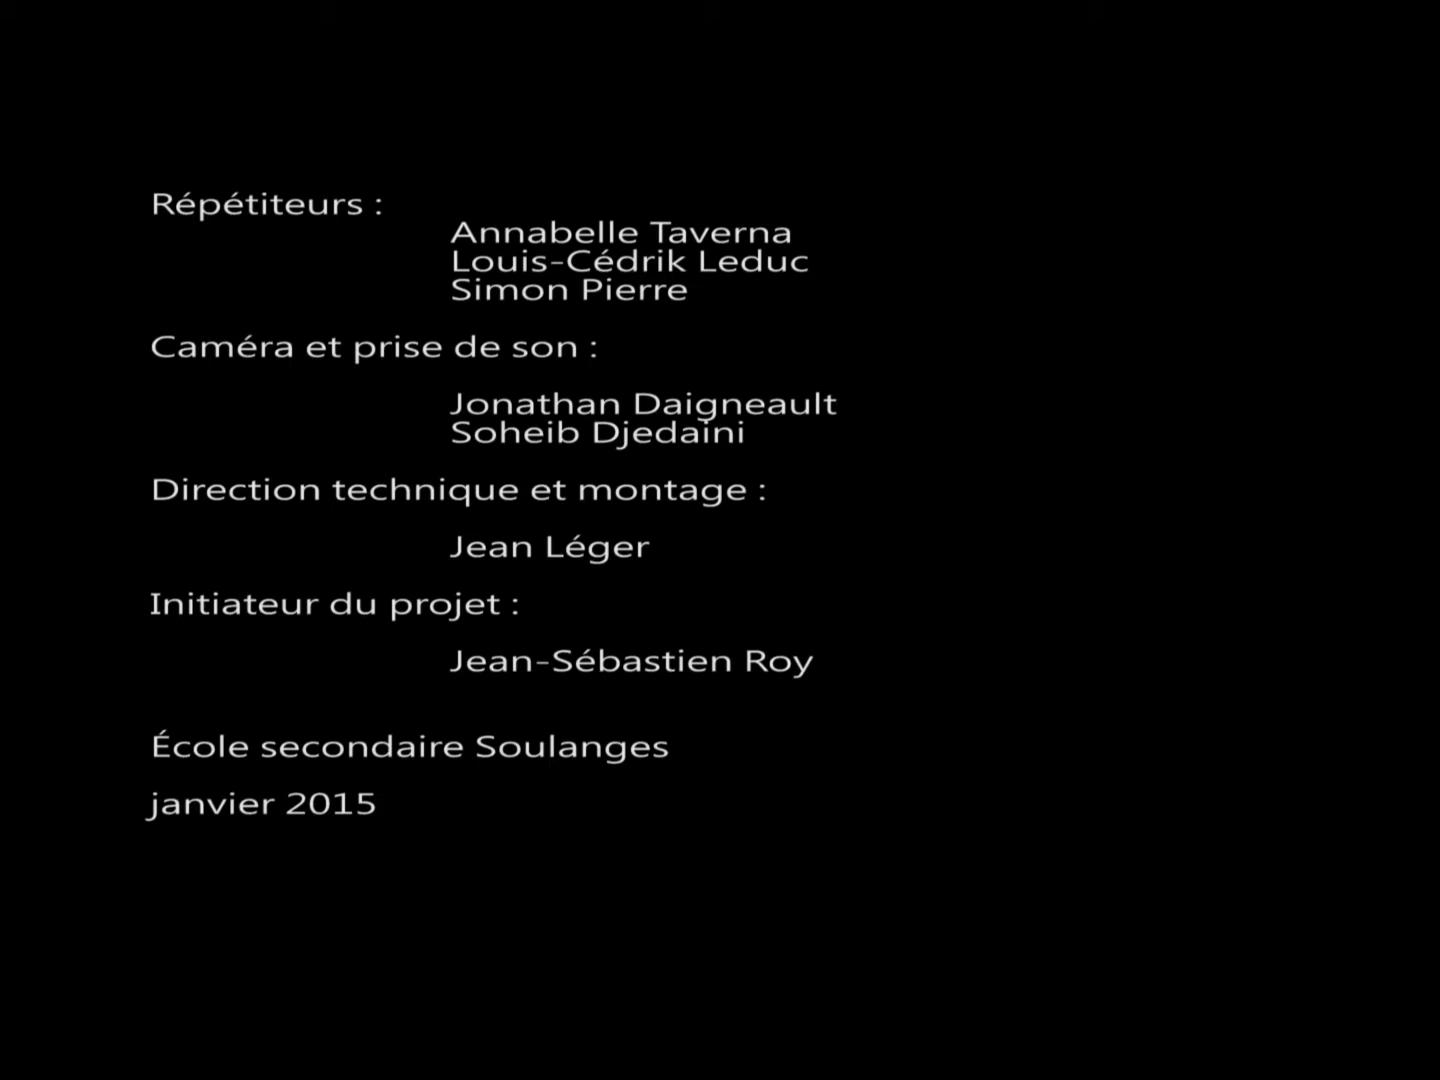 Répétiteurs :
Annabelle Taverna
Louis-Cédrik Leduc
Simon Pierre
Caméra et prise de son :
Jonathan Daigneault
Soheib Djedaini
Direction technique et montage :
Jean Léger
Initiateur du projet :
Jean-Sébastien Roy
École secondaire Soulanges
janvier 2015